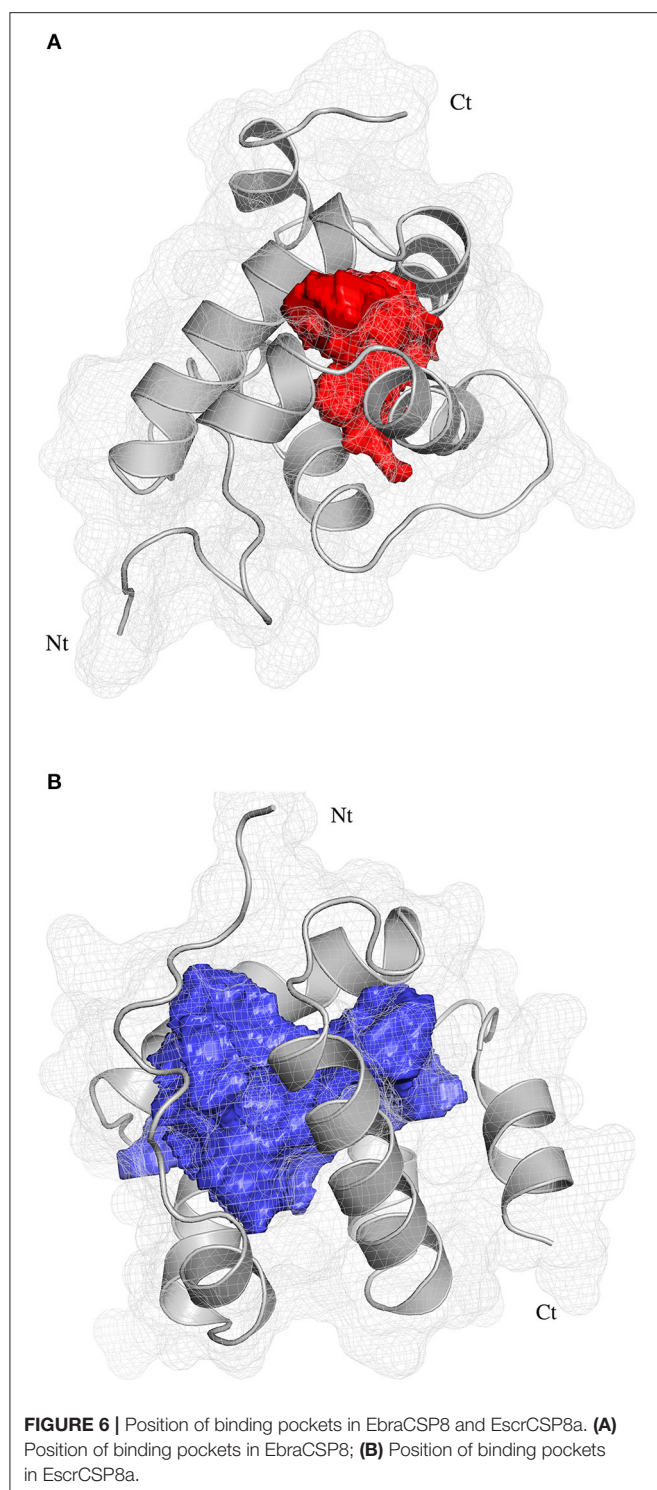 A
Ct
Nt
B
Nt
Ct
FIGURE 6 | Position of binding pockets in EbraCSP8 and EscrCSP8a. (A)
Position of binding pockets in EbraCSP8; (B) Position of binding pockets
in EscrCSP8a.